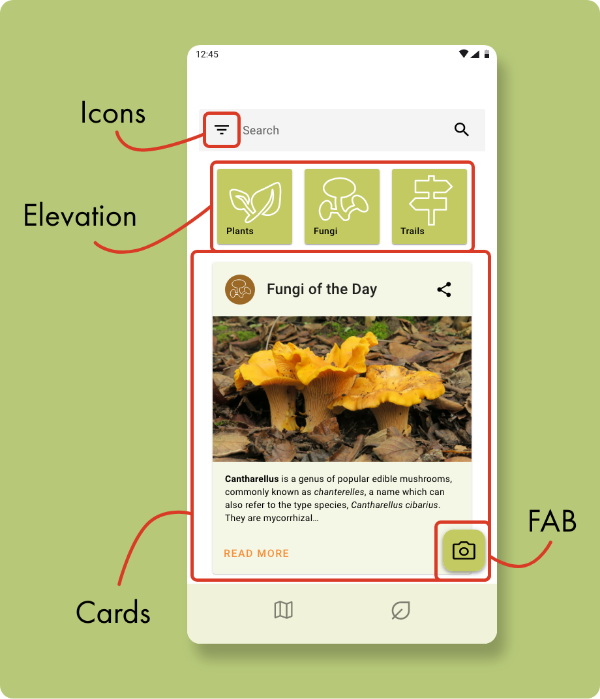 12:45
Icons
Search
Elevation
Plants
Fungi
Trails
Fungi of the Day
Cantharellus is a genus of popular edible mushrooms,
commonly known as chanterelles, a name which can
also refer to the type species, Cantharellus cibarius.
They are mycorrhizal...
FAB
READ MORE
Cards